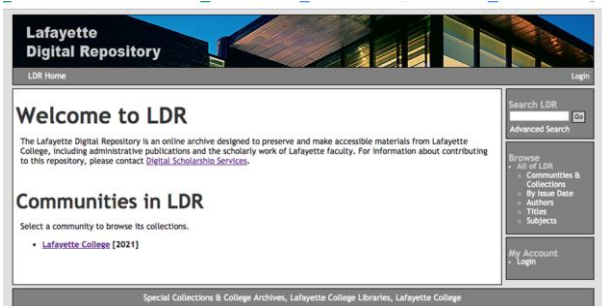 Lafayette
Digital Repository
LDR Home
Login
Welcome to LDR
The Lafayette Digital Repository is an online archive designed to preserve and make accessible materials from Lafayette
College, including administrative publications and the scholarly work of Lafayette faculty. For information about contributing
to this repository, please contact Digital Scholarship Services.
Communities in LDR
Select a community to browse its collections.
• Lafayette College [2021]
Search LDR
Go
Advanced Search
Browse
All of LDR
Communities &
Collections
By Issue Date
Authors
Titles
Subjects
My Account
Login
Special Collections & College Archives, Lafayette College Libraries, Lafayette College